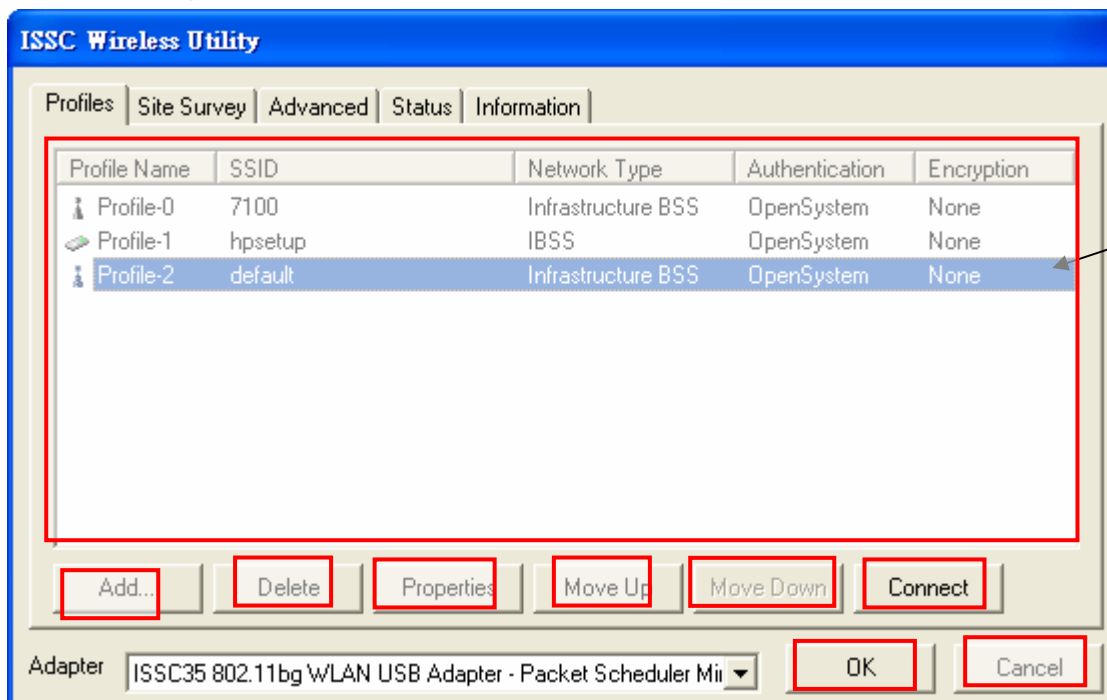 ISSC Wireless Utility
Profiles Site Survey Advanced Status Information
Profile Name SSID Network Type Authentication Encryption
Profile-0 7100 Infrastructure BSS OpenSystem None
Profile-1 hpsetup IBSS OpenSystem None
Profile-2 default Infrastructure BSS OpenSystem None
Add... Delete Properties Move Up Move Down Connect
Adapter ISSC35 802.11bg WLAN USB Adapter - Packet Scheduler Mii OK Cancel